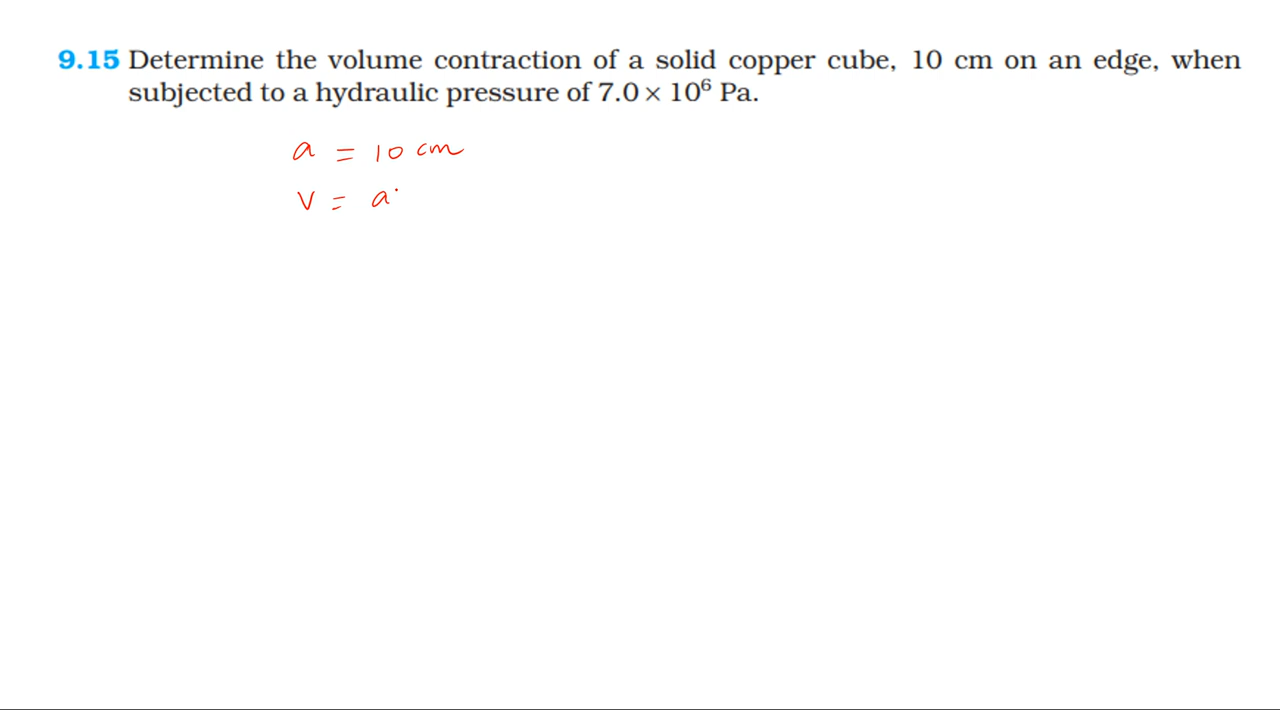 9.15 Determine the volume contraction of a solid copper cube, 10 cm on an edge, when
subjected to a hydraulic pressure of 7.0 × 10⁶ Pa.
a = 10 cm
V = a